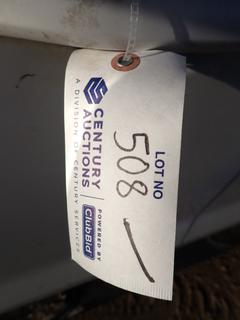 CENTURY
AUCTIONS
A DIVISION OF CENTURY SERVICES
POWERED BY
ClubBid
LOT NO
508